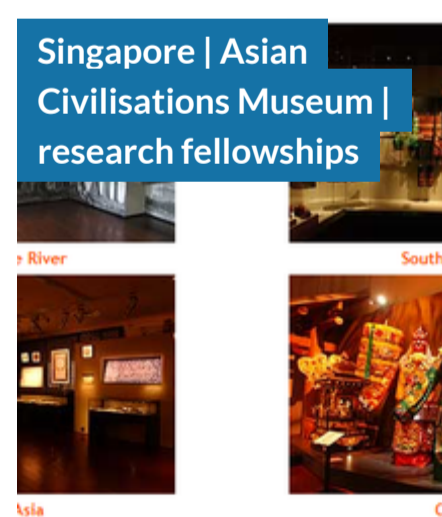 Singapore | Asian
Civilisations Museum |
research fellowships
River
South
Asia